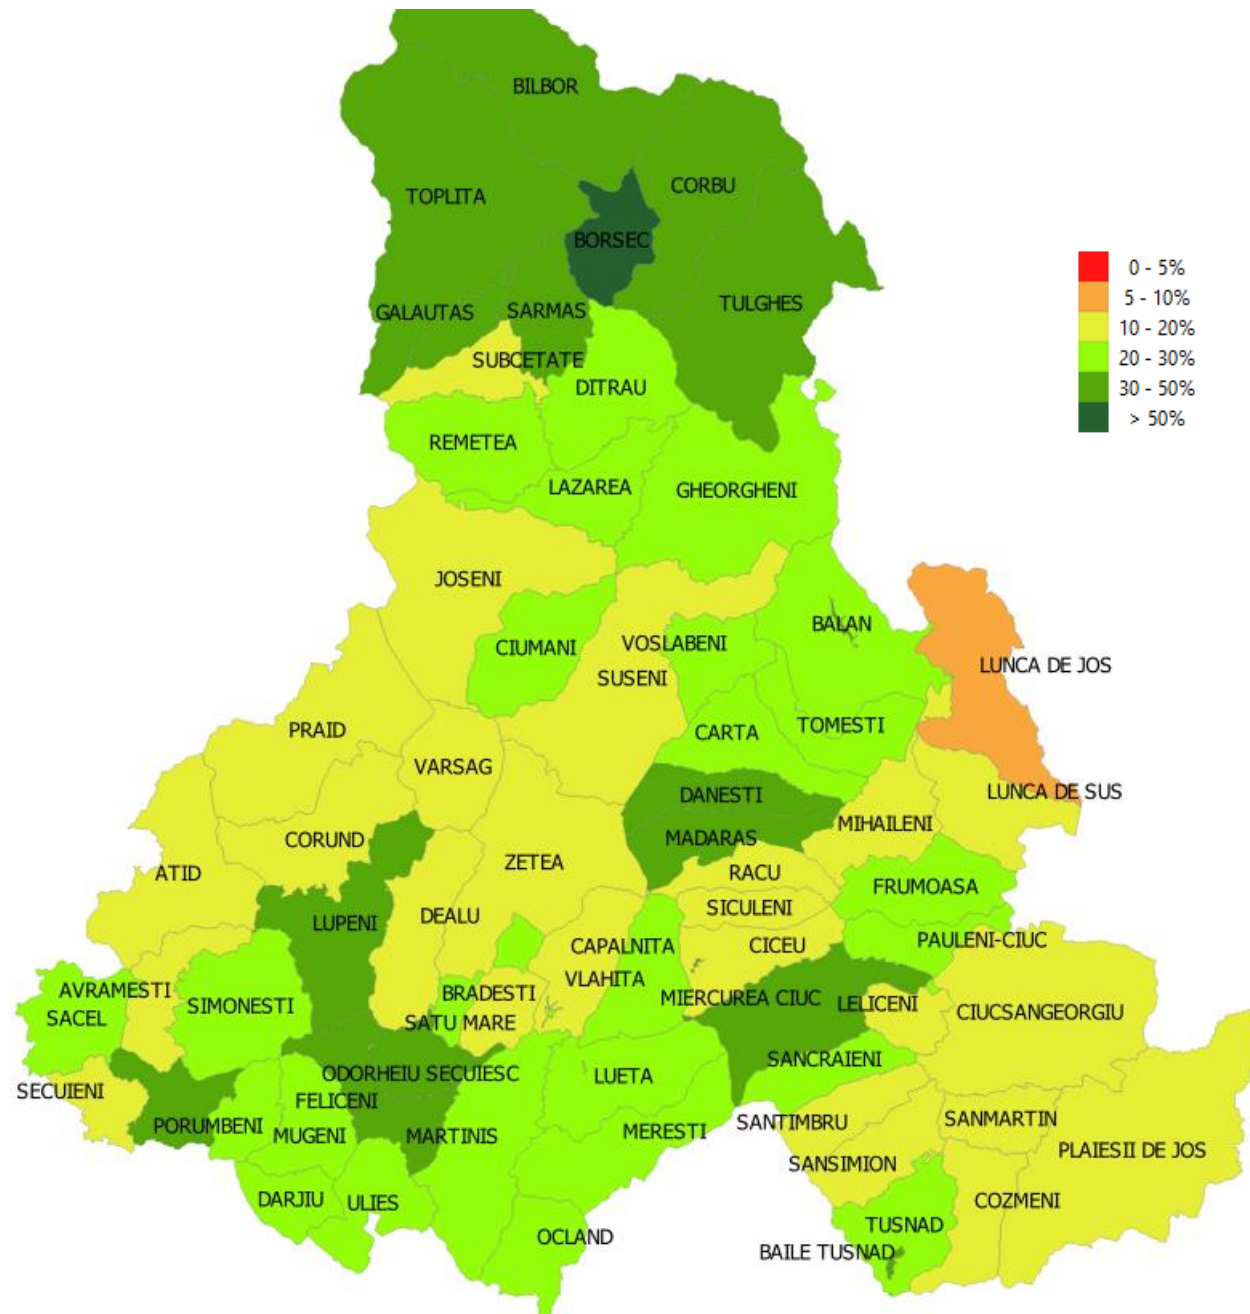 BILBOR
CORBU
TOPLITA
BORSEC
0 - 5%
5 - 10%
10 - 20%
20 - 30%
30 - 50%
> 50%
TULGHES
GALAUTAS
SARMAS
SUBCETATE
DITRAU
REMETEA
LAZAREA
GHEORGHENI
JOSENI
BALAN
CIUMANI
VOSLABENI
LUNCA DE JOS
SUSENI
PRAID
CARTA
TOMESTI
VARSAG
DANESTI
LUNCA DE SUS
MIHAILENI
CORUND
MADARAS
ZETEA
ATID
RACU
FRUMOASA
SICULENI
LUPENI
DEALU
CAPALNITA
CICEU
PAULENI-CIUC
VLAHITA
AVRAMESTI
BRADESTI
SIMONESTI
MIERCUREA CIUC
LELICENI
SACEL
SATU MARE
CIUCSANGEORGIU
SANCRAIENI
ODORHEIU SECUIESC
LUETA
SECUIENI
FELICENI
PORUMBENI
MUGENI
MARTINIS
MERESTI
SANTIMBRU
SANMARTIN
PLAIESII DE JOS
SANSIMION
DARJIU
ULIES
COZMENI
TUSNAD
OCLAND
BAILE TUSNAD